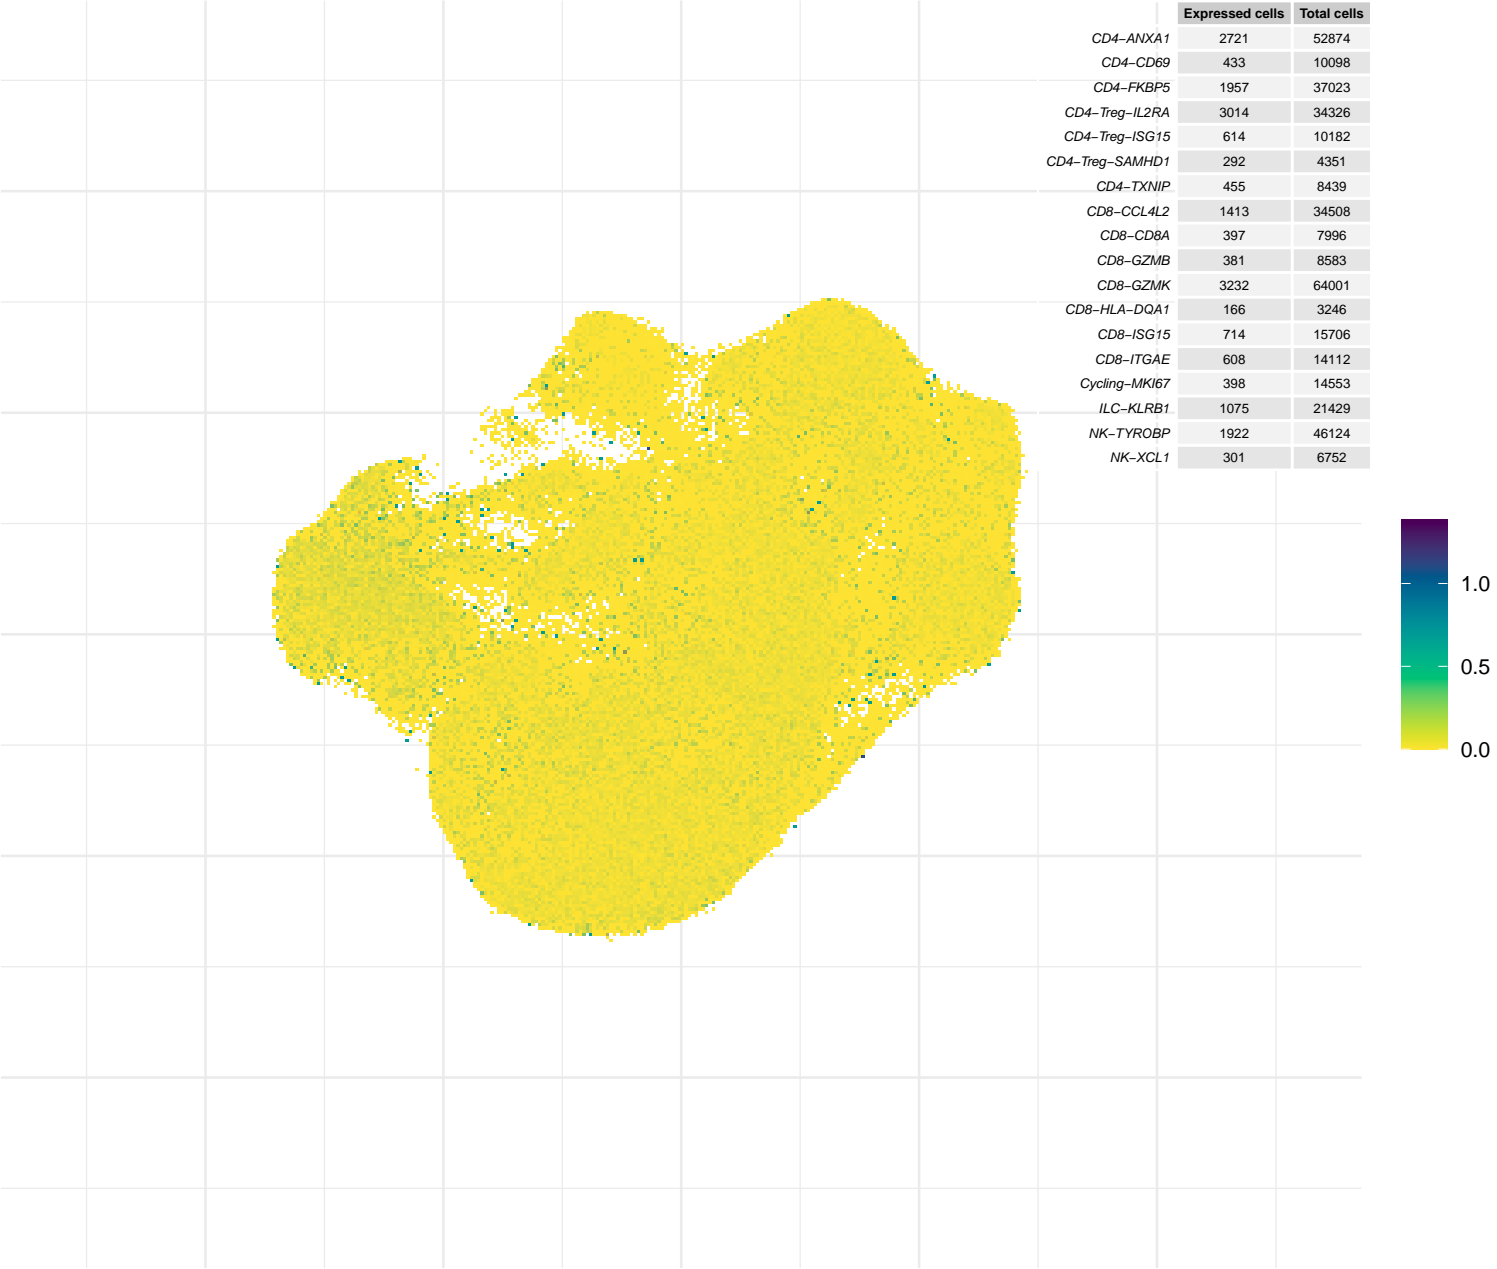 Expressed cells Total cells
CD4−ANXA1 2721 52874
CD4−CD69 433 10098
CD4−FKBP5 1957 37023
CD4−Treg−IL2RA 3014 34326
CD4−Treg−ISG15 614 10182
CD4−Treg−SAMHD1 292 4351
CD4−TXNIP 455 8439
CD8−CCL4L2 1413 34508
CD8−CD8A 397 7996
CD8−GZMB 381 8583
CD8−GZMK 3232 64001
CD8−HLA−DQA1 166 3246
CD8−ISG15 714 15706
CD8−ITGAE 608 14112
Cycling−MKI67 398 14553
ILC−KLRB1 1075 21429
NK−TYROBP 1922 46124
NK−XCL1 301 6752
1.0
0.5
0.0